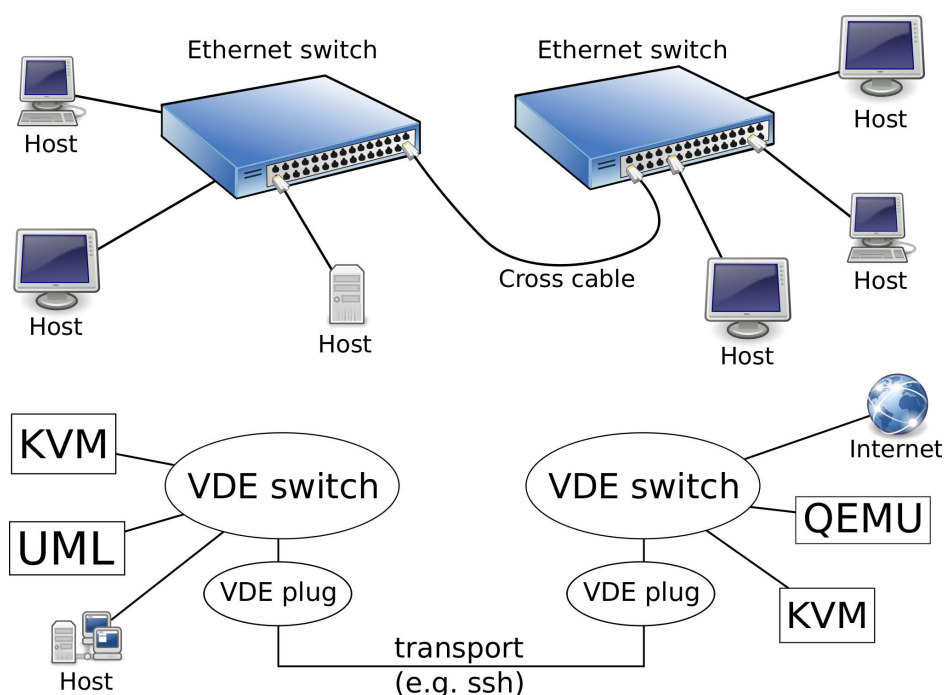 Ethernet switch
Ethernet switch
Host
Host
Host
Host
Cross cable
Host
Host
Host
KVM
VDE switch
VDE switch
Internet
UML
QEMU
VDE plug
VDE plug
KVM
transport
(e.g. ssh)
Host